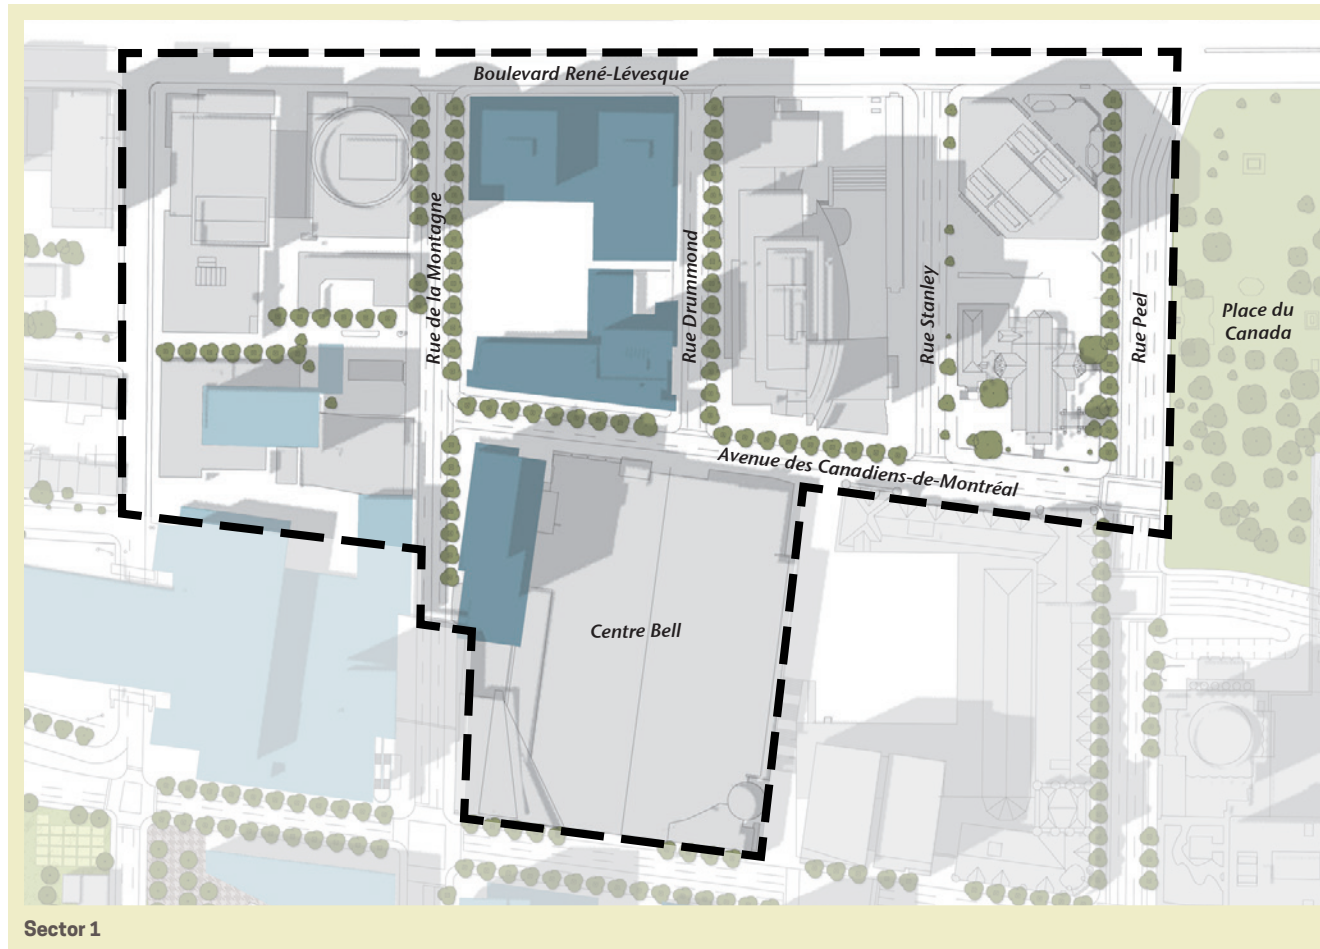 Boulevard René-Lévesque
Rue de la Montagne
Rue Drummond
Rue Stanley
Rue Peel
Place du
Canada
Avenue des Canadiens-de-Montréal
Centre Bell
Sector 1